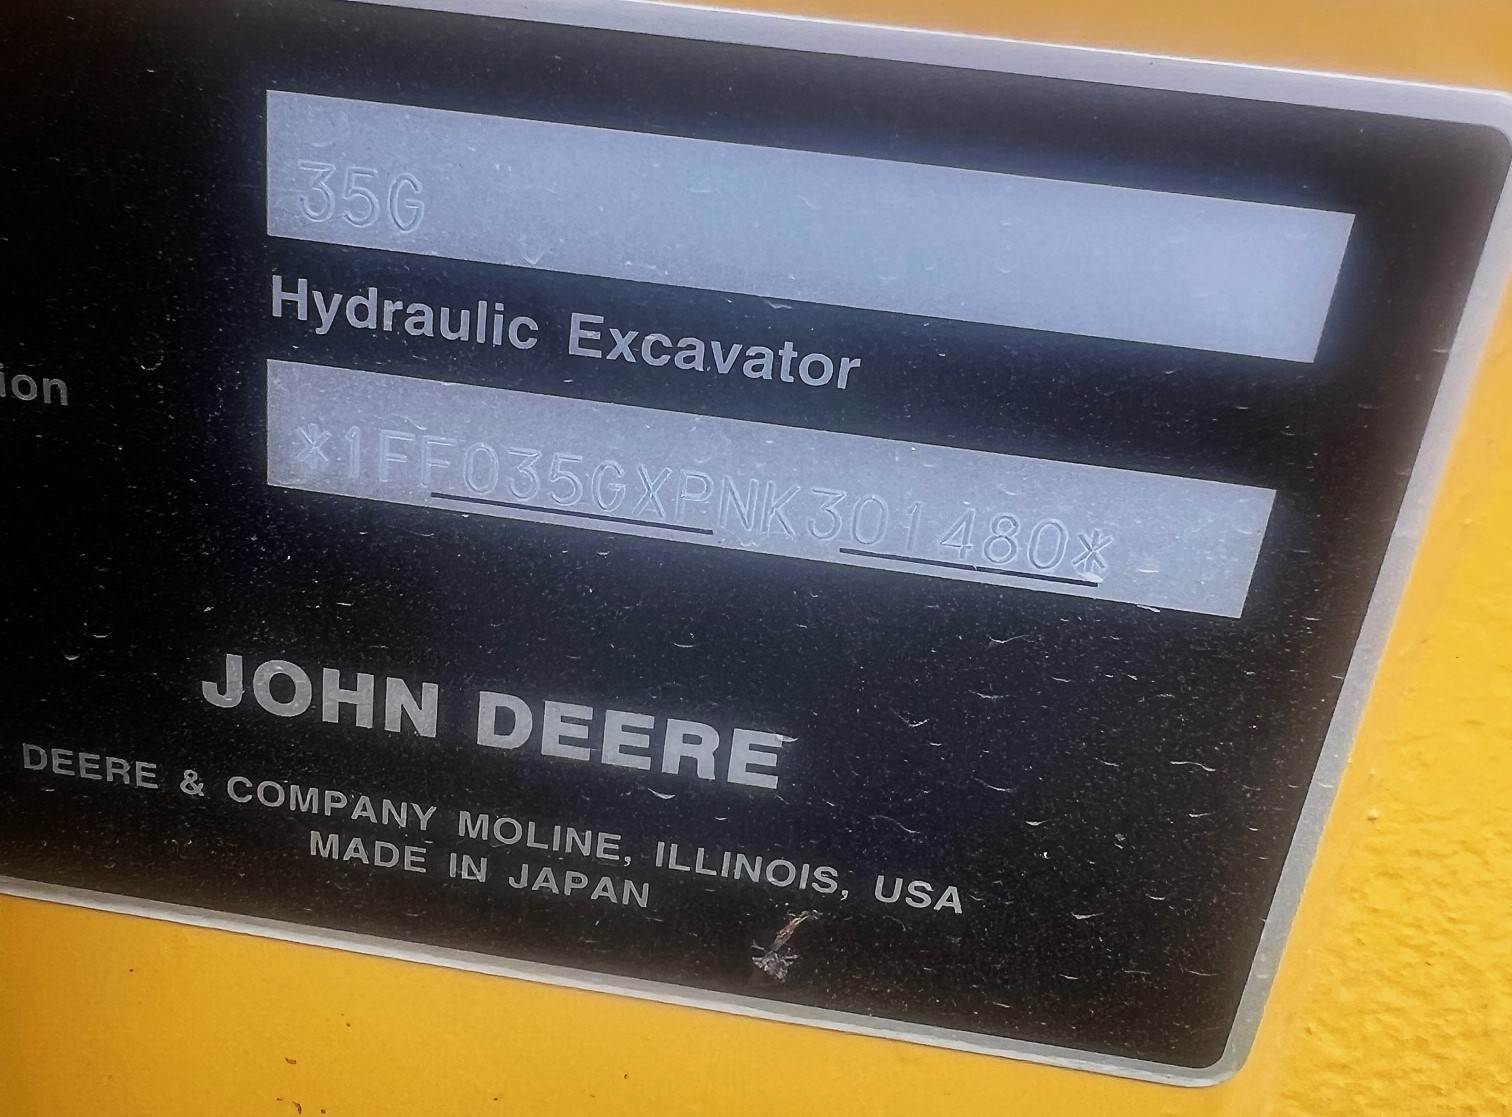 35G
Hydraulic Excavator
ion
*1FF035GXPNK301480*
JOHN DEERE
DEERE & COMPANY MOLINE, ILLINOIS, USA
MADE IN JAPAN